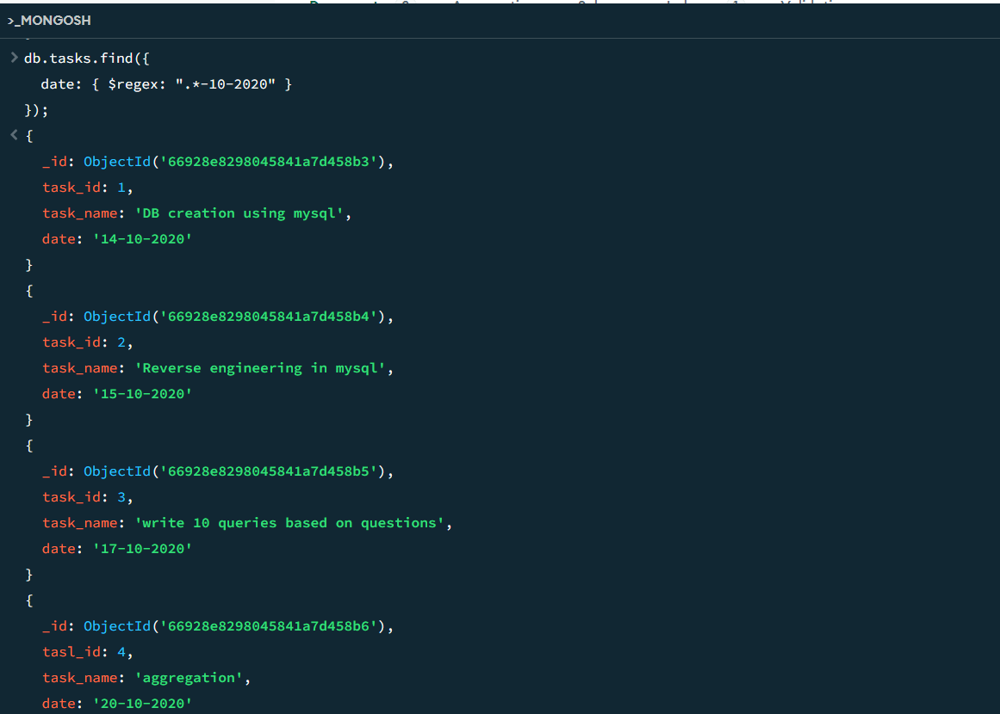 >_MONGOSH
> db.tasks.find({
date: { $regex: ".*-10-2020" }
});
< {
_id: ObjectId('66928e8298045841a7d458b3'),
task_id: 1,
task_name: 'DB creation using mysql',
date: '14-10-2020'
}
{
_id: ObjectId('66928e8298045841a7d458b4'),
task_id: 2,
task_name: 'Reverse engineering in mysql',
date: '15-10-2020'
}
{
_id: ObjectId('66928e8298045841a7d458b5'),
task_id: 3,
task_name: 'write 10 queries based on questions',
date: '17-10-2020'
}
{
_id: ObjectId('66928e8298045841a7d458b6'),
tasl_id: 4,
task_name: 'aggregation',
date: '20-10-2020'